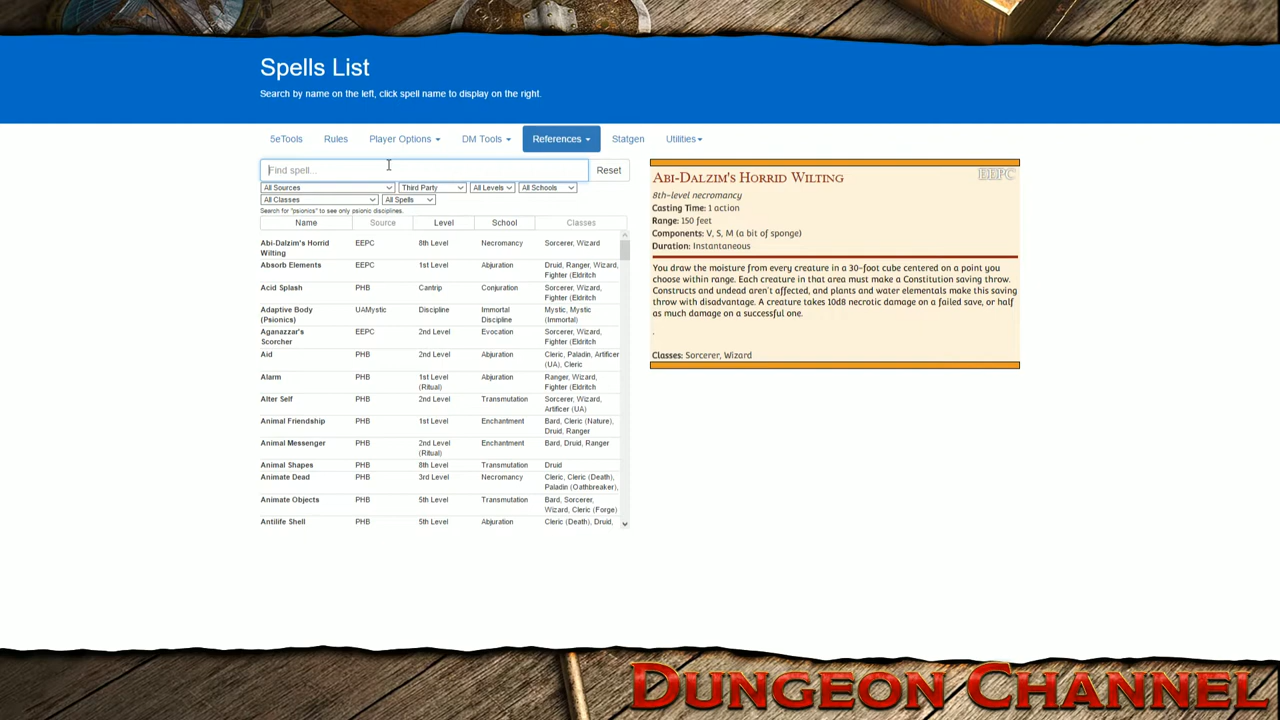 Spells List
Search by name on the left, click spell name to display on the right.
5eTools Rules Player Options DM Tools References Statgen Utilities
Find spell... Reset
All Sources Third Party All Levels All Schools
All Classes All Spells
Search for "psionics" to see only psionic disciplines.
Name Source Level School Classes
Abi-Dalzim's Horrid EEPC 8th Level Necromancy Sorcerer, Wizard
Wilting
Absorb Elements EEPC 1st Level Abjuration Druid, Ranger, Wizard,
Fighter (Eldritch
Acid Splash PHB Cantrip Conjuration Sorcerer, Wizard,
Fighter (Eldritch
Adaptive Body UAMystic Discipline Immortal Mystic, Mystic
(Psionics) Discipline (Immortal)
Aganazzar's EEPC 2nd Level Evocation Sorcerer, Wizard,
Scorcher Fighter (Eldritch
Aid PHB 2nd Level Abjuration Cleric, Paladin, Artificer
(UA), Cleric
Alarm PHB 1st Level Abjuration Ranger, Wizard,
(Ritual) Fighter (Eldritch
Alter Self PHB 2nd Level Transmutation Sorcerer, Wizard,
Artificer (UA)
Animal Friendship PHB 1st Level Enchantment Bard, Cleric (Nature),
Druid, Ranger
Animal Messenger PHB 2nd Level Enchantment Bard, Druid, Ranger
(Ritual)
Animal Shapes PHB 8th Level Transmutation Druid
Animate Dead PHB 3rd Level Necromancy Cleric, Cleric (Death),
Paladin (Oathbreaker),
Animate Objects PHB 5th Level Transmutation Bard, Sorcerer,
Wizard, Cleric (Forge)
Antilife Shell PHB 5th Level Abjuration Cleric (Death), Druid,
Abi-Dalzim's Horrid Wilting EEPC
8th-level necromancy
Casting Time: 1 action
Range: 150 feet
Components: V, S, M (a bit of sponge)
Duration: Instantaneous
You draw the moisture from every creature in a 30-foot cube centered on a point you
choose within range. Each creature in that area must make a Constitution saving throw.
Constructs and undead aren't affected, and plants and water elementals make this saving
throw with disadvantage. A creature takes 10d8 necrotic damage on a failed save, or half
as much damage on a successful one.
.
Classes: Sorcerer, Wizard
DUNGEON CHANNEL